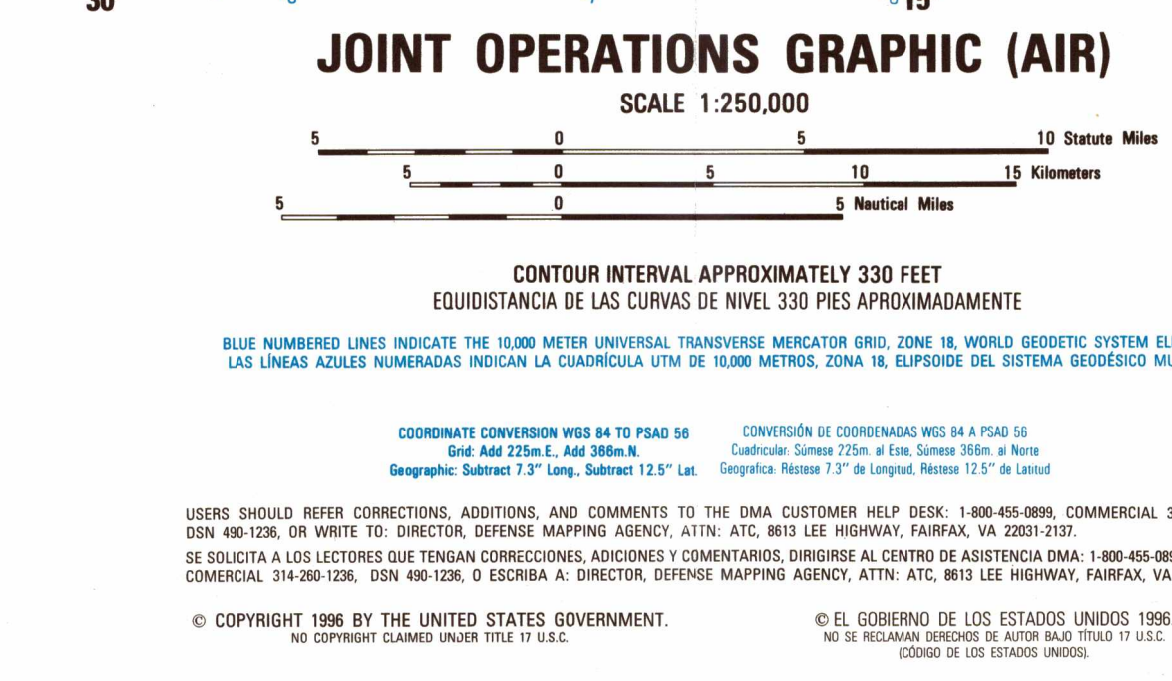 30 15
JOINT OPERATIONS GRAPHIC (AIR)
SCALE 1:250,000
5 0 5 10 Statute Miles
5 0 5 10 15 Kilometers
5 0 5 Nautical Miles
CONTOUR INTERVAL APPROXIMATELY 330 FEET
EQUIDISTANCIA DE LAS CURVAS DE NIVEL 330 PIES APROXIMADAMENTE
BLUE NUMBERED LINES INDICATE THE 10,000 METER UNIVERSAL TRANSVERSE MERCATOR GRID, ZONE 18, WORLD GEODETIC SYSTEM
LAS LÍNEAS AZULES NUMERADAS INDICAN LA CUADRÍCULA UTM DE 10,000 METROS, ZONA 18, ELIPSOIDE DEL SISTEMA GEODÉSICO
COORDINATE CONVERSION WGS 84 TO PSAD 56
Grid: Add 225m.E., Add 366m.N.
Geographic: Subtract 7.3" Long., Subtract 12.5" Lat.
CONVERSIÓN DE COORDENADAS WGS 84 A PSAD 56
Cuadricular: Súmese 225m. al Este, Súmese 366m. al Norte
Geografica: Réstese 7.3" de Longitud, Réstese 12.5" de Latitud
USERS SHOULD REFER CORRECTIONS, ADDITIONS, AND COMMENTS TO THE DMA CUSTOMER HELP DESK: 1-800-455-0899, COMMERCIAL 3
DSN 490-1236, OR WRITE TO: DIRECTOR, DEFENSE MAPPING AGENCY, ATTN: ATC, 8613 LEE HIGHWAY, FAIRFAX, VA 22031-2137.
SE SOLICITA A LOS LECTORES QUE TENGAN CORRECCIONES, ADICIONES Y COMENTARIOS, DIRIGIRSE AL CENTRO DE ASISTENCIA DMA: 1-800-455-089
COMERCIAL 314-260-1236, DSN 490-1236, O ESCRIBA A: DIRECTOR, DEFENSE MAPPING AGENCY, ATTN: ATC, 8613 LEE HIGHWAY, FAIRFAX, VA
© COPYRIGHT 1996 BY THE UNITED STATES GOVERNMENT.
NO COPYRIGHT CLAIMED UNDER TITLE 17 U.S.C.
© EL GOBIERNO DE LOS ESTADOS UNIDOS 1996.
NO SE RECLAMAN DERECHOS DE AUTOR BAJO TÍTULO 17 U.S.C.
(CÓDIGO DE LOS ESTADOS UNIDOS).